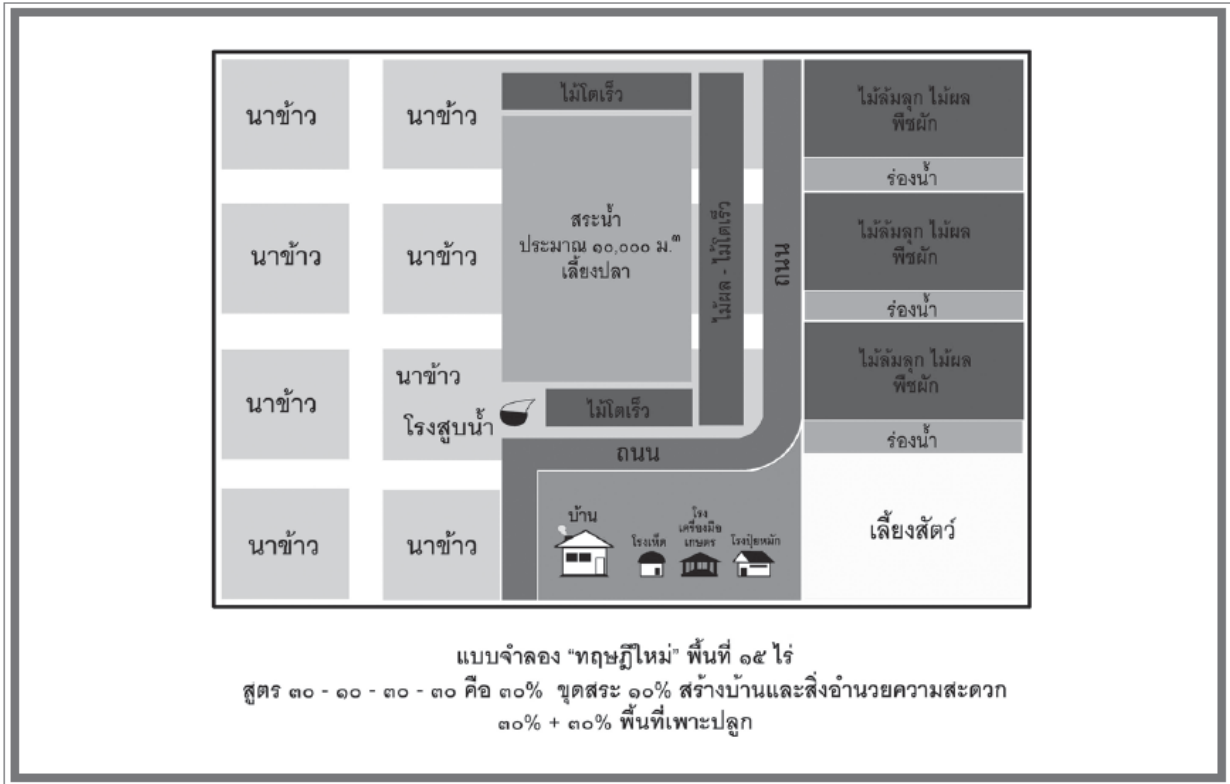 นาข้าว
นาข้าว
ไม้โตเร็ว
ไม้ล้มลุก ไม้ผล
พืชผัก
ร่องน้ำ
นาข้าว
นาข้าว
สระน้ำ
ประมาณ ๑๐,๐๐๐ ม.๓
เลี้ยงปลา
ไม้ผล - ไม้โตเร็ว
ถนน
ไม้ล้มลุก ไม้ผล
พืชผัก
ร่องน้ำ
นาข้าว
นาข้าว
โรงสูบน้ำ
ไม้โตเร็ว
ไม้ล้มลุก ไม้ผล
พืชผัก
ร่องน้ำ
ถนน
นาข้าว
นาข้าว
บ้าน
โรงเห็ด
โรง
เครื่องมือ
เกษตร
โรงปุ๋ยหมัก
เลี้ยงสัตว์
แบบจำลอง “ทฤษฎีใหม่” พื้นที่ ๑๕ ไร่
สูตร ๓๐ - ๑๐ - ๓๐ - ๓๐ คือ ๓๐% ขุดสระ ๑๐% สร้างบ้านและสิ่งอำนวยความสะดวก
๓๐% + ๓๐% พื้นที่เพาะปลูก